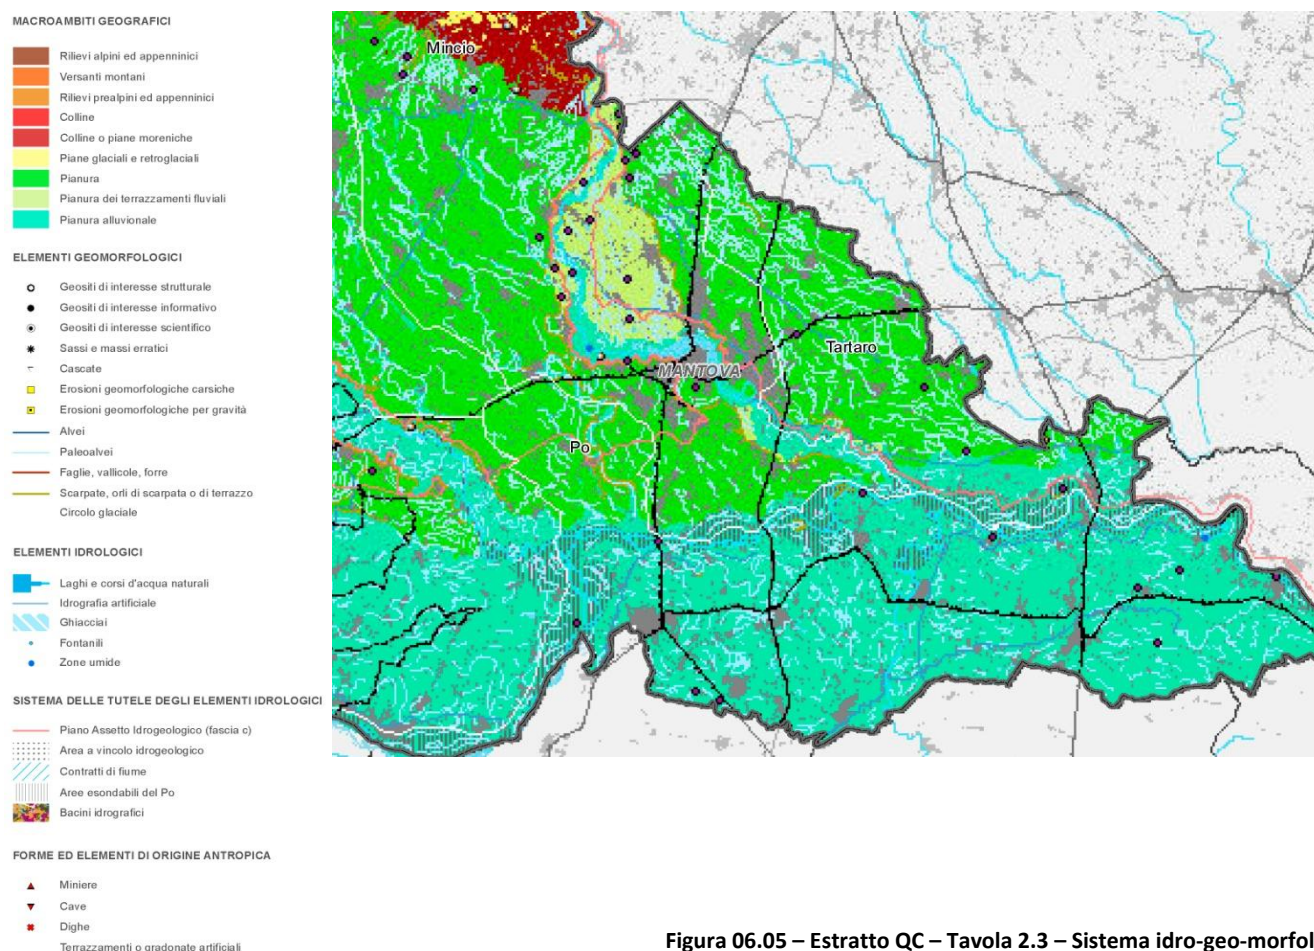 MACROAMBITI GEOGRAFICI
Rilievi alpini ed appenninici
Versanti montani
Rilievi prealpini ed appenninici
Colline
Colline o piane moreniche
Piane glaciali e retroglaciali
Pianura
Pianura dei terrazzamenti fluviali
Pianura alluvionale
ELEMENTI GEOMORFOLOGICI
Geositi di interesse strutturale
Geositi di interesse informativo
Geositi di interesse scientifico
Sassi e massi erratici
Cascate
Erosioni geomorfologiche carsiche
Erosioni geomorfologiche per gravità
Alvei
Paleoalvei
Faglie, vallicole, forre
Scarpate, orli di scarpata o di terrazzo
Circolo glaciale
ELEMENTI IDROLOGICI
Laghi e corsi d'acqua naturali
Idrografia artificiale
Ghiacciai
Fontanili
Zone umide
SISTEMA DELLE TUTELE DEGLI ELEMENTI IDROLOGICI
Piano Assetto Idrogeologico (fascia c)
Area a vincolo idrogeologico
Contratti di fiume
Aree esondabili del Po
Bacini idrografici
FORME ED ELEMENTI DI ORIGINE ANTROPICA
Miniere
Cave
Dighe
Terrazzamenti o gradonate artificiali
Mincio
Tartaro
MANTOVA
Po
Figura 06.05 – Estratto QC – Tavola 2.3 – Sistema idro-geo-morfol